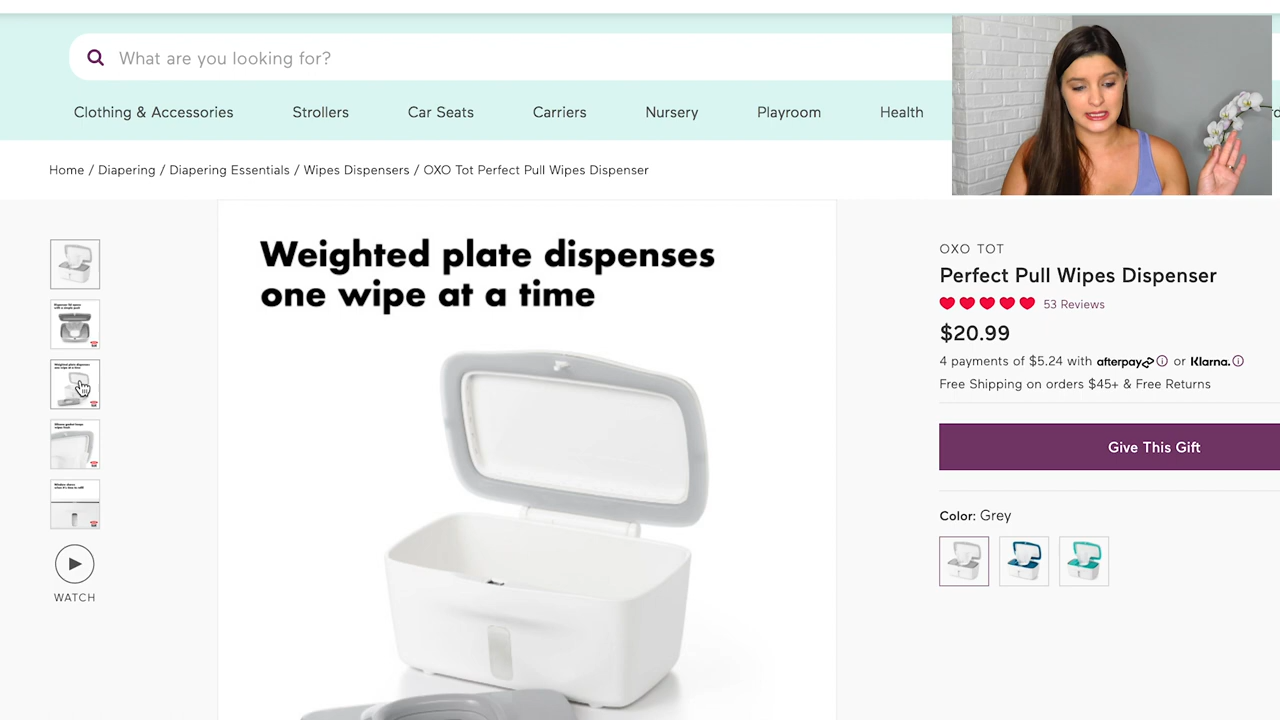 What are you looking for?
Clothing & Accessories Strollers Car Seats Carriers Nursery Playroom Health
Home / Diapering / Diapering Essentials / Wipes Dispensers / OXO Tot Perfect Pull Wipes Dispenser
Weighted plate dispenses
one wipe at a time
WATCH
OXO TOT
Perfect Pull Wipes Dispenser
53 Reviews
$20.99
4 payments of $5.24 with afterpay or Klarna.
Free Shipping on orders $45+ & Free Returns
Give This Gift
Color: Grey